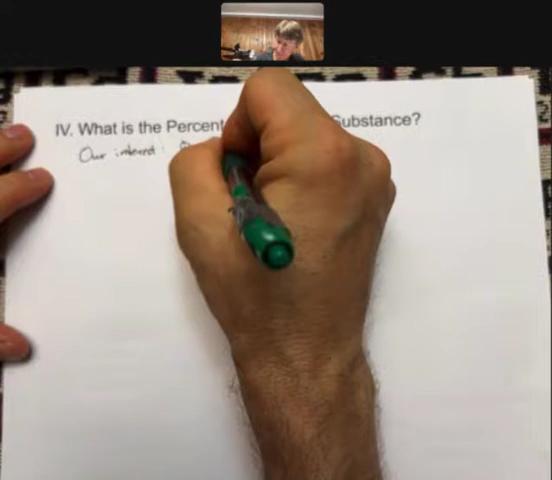 IV. What is the Percent Substance?
Our interest: